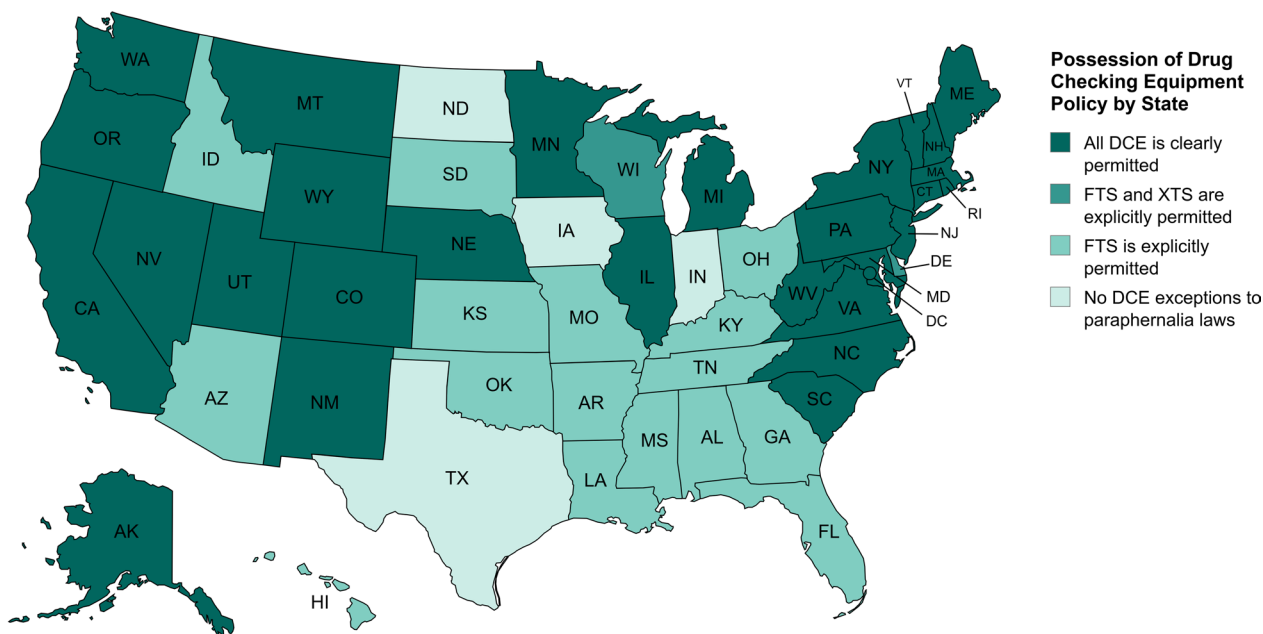 WA
MT
ND
MN
VT
ME
OR
ID
SD
WI
NY
NH
MA
CT
RI
WY
MI
IA
NE
PA
NJ
NV
UT
CO
IL
IN
OH
DE
CA
KS
MO
WV
VA
MD
DC
KY
NC
AZ
NM
OK
AR
TN
SC
TX
LA
MS
AL
GA
AK
FL
HI
Possession of Drug
Checking Equipment
Policy by State
All DCE is clearly
permitted
FTS and XTS are
explicitly permitted
FTS is explicitly
permitted
No DCE exceptions to
paraphernalia laws